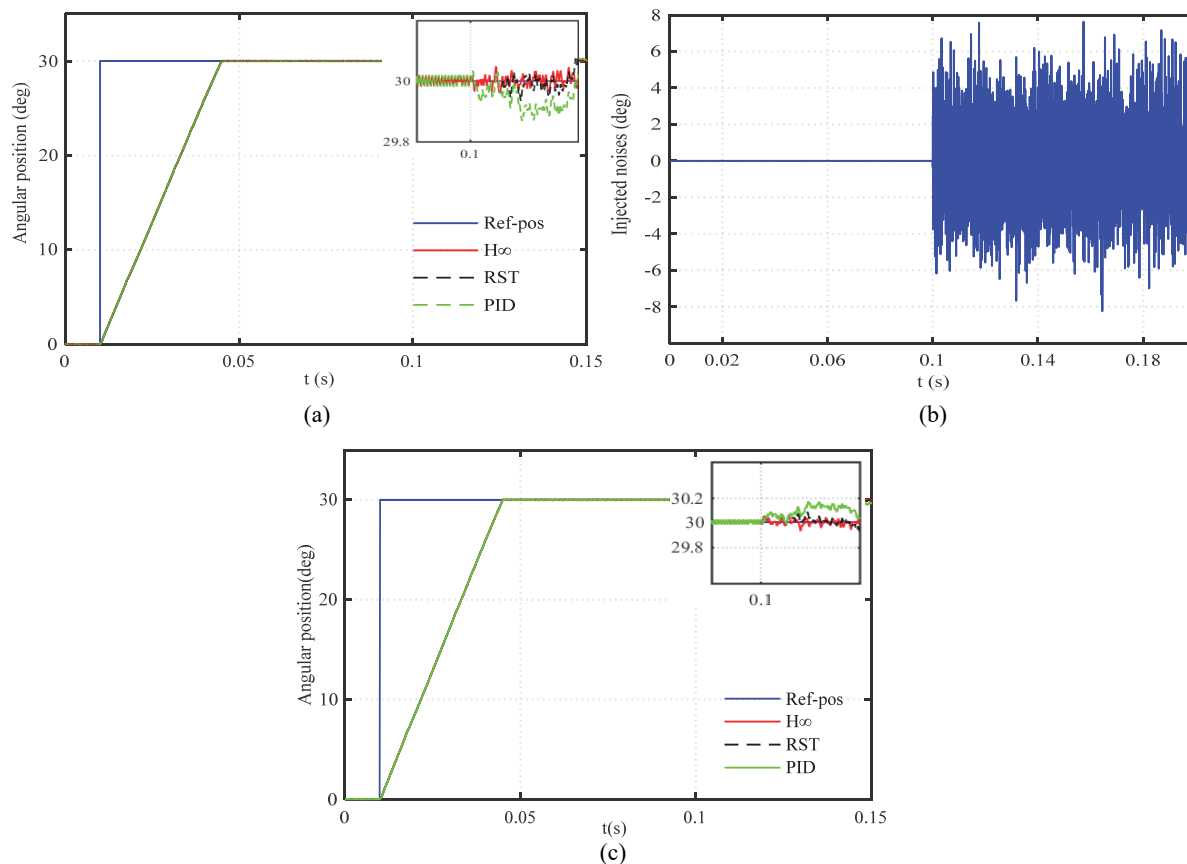 Angular position (deg)
30
20
10
0
0
0.05
0.1
0.15
t (s)
30
29.8
0.1
Ref-pos
H∞
RST
PID
(a)
Injected noises (deg)
8
6
4
2
0
-2
-4
-6
-8
0
0.02
0.06
0.1
0.14
0.18
t (s)
(b)
Angular position(deg)
30
20
10
0
0
0.05
0.1
0.15
t(s)
30.2
30
29.8
0.1
Ref-pos
H∞
RST
PID
(c)